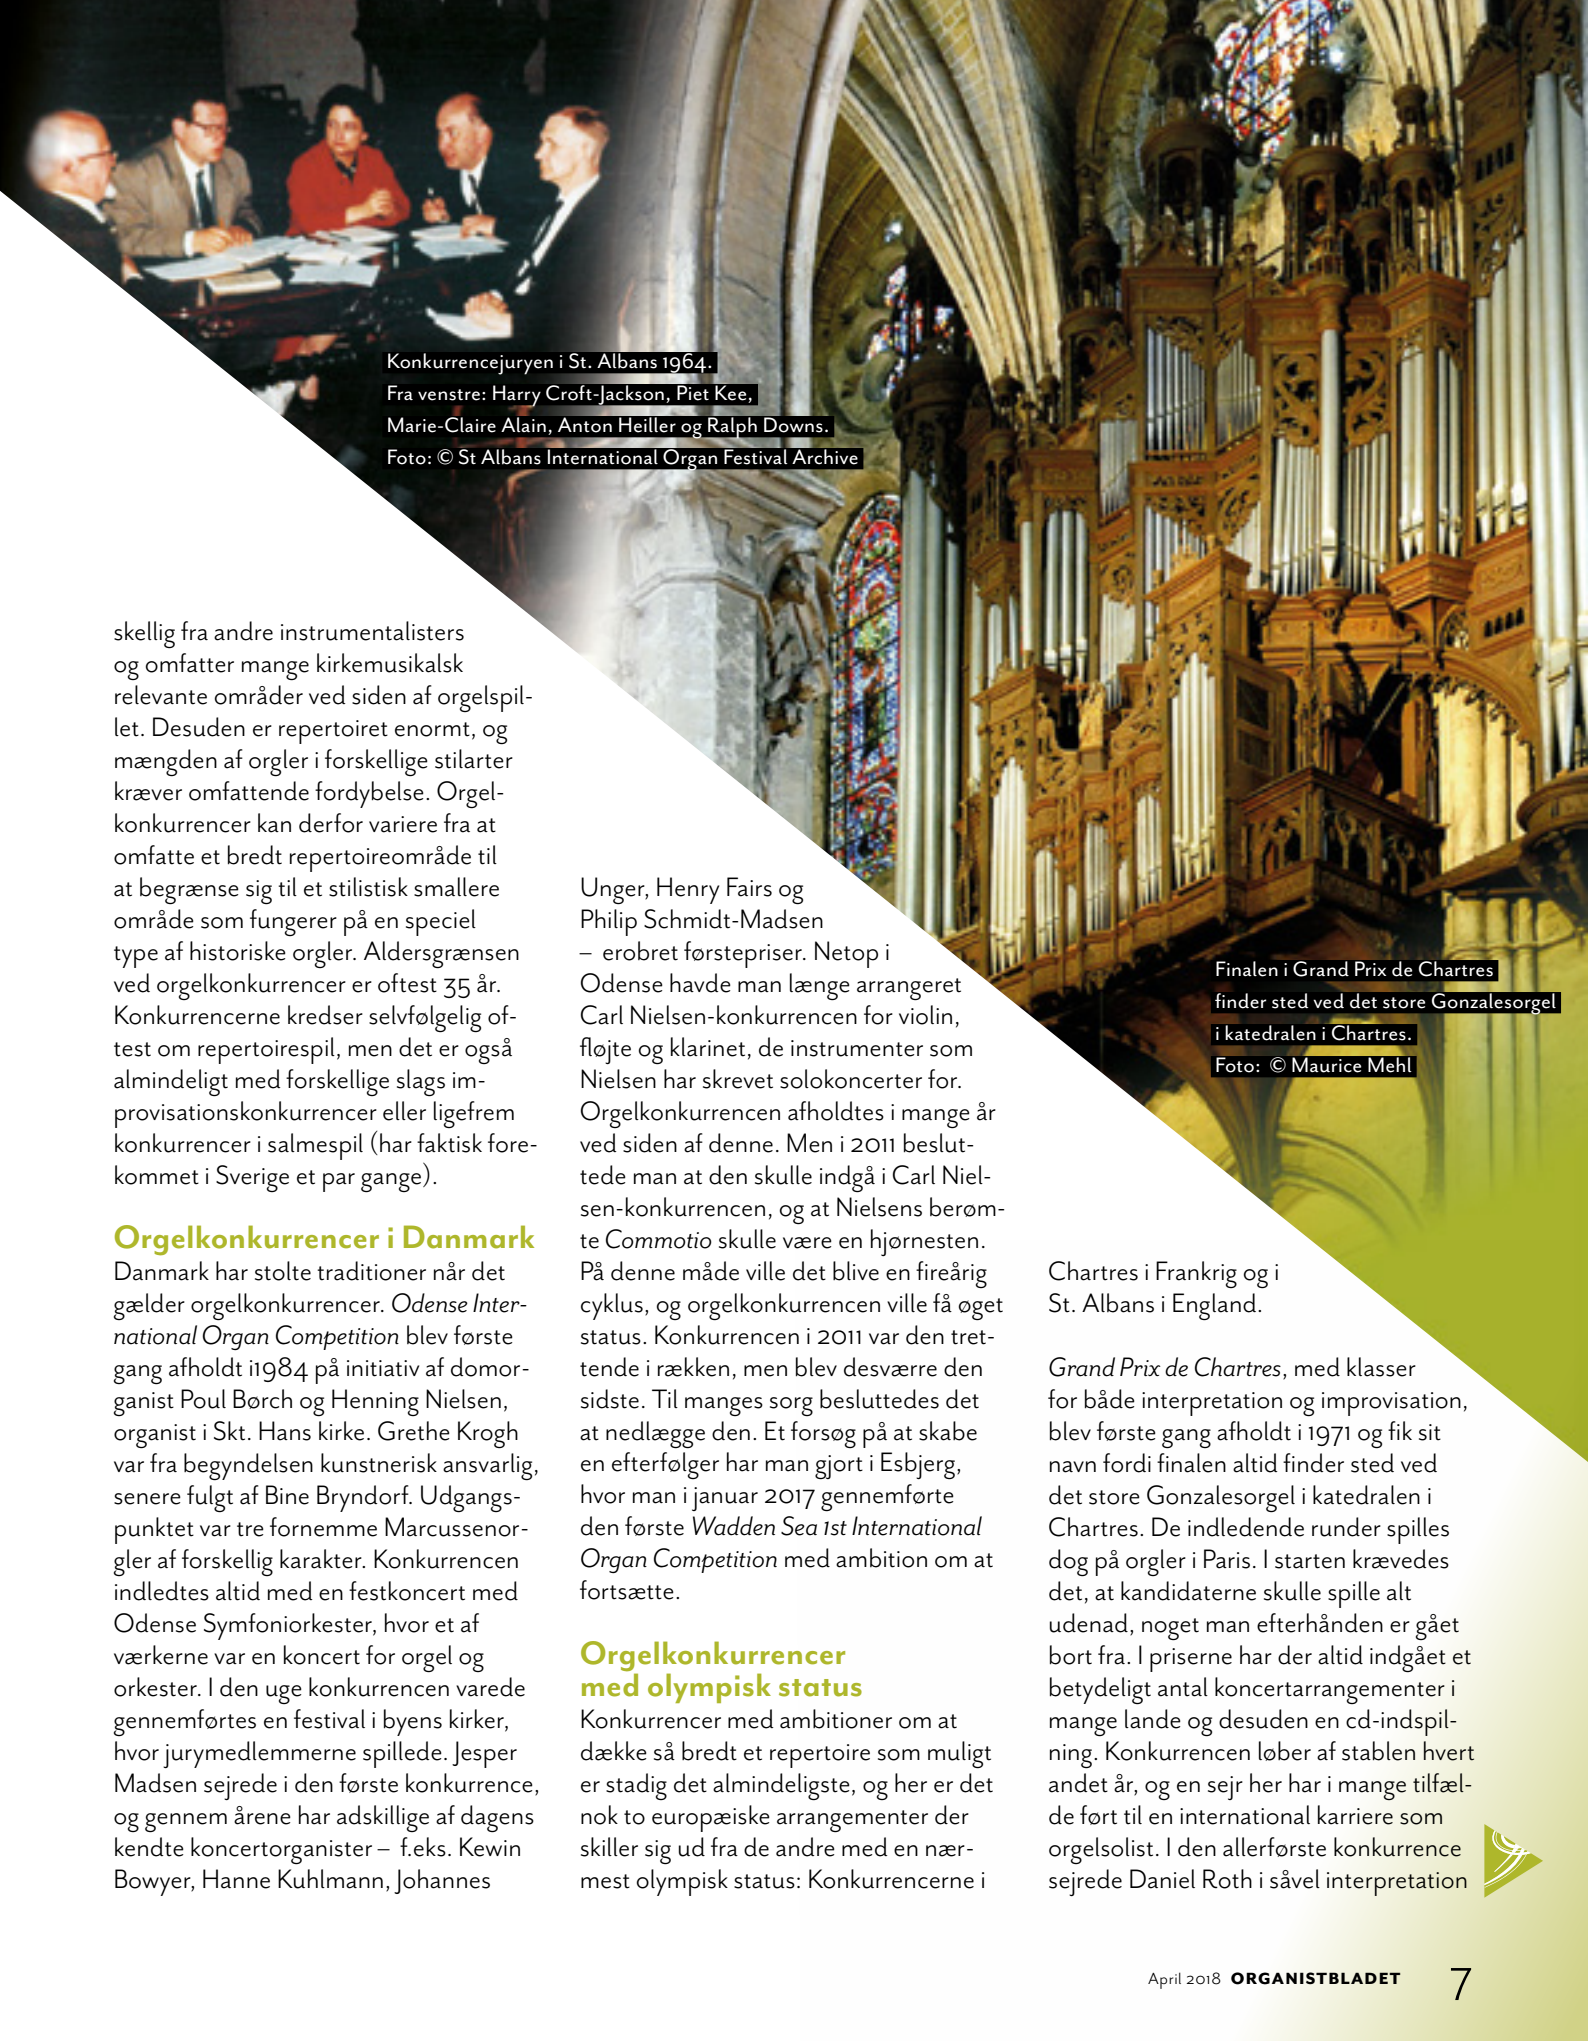 Konkurrencejuryen i St. Albans 1964.
Fra venstre: Harry Croft-Jackson, Piet Kee,
Marie-Claire Alain, Anton Heiller og Ralph Downs.
Foto: © St Albans International Organ Festival Archive
skellig fra andre instrumentalisters
og omfatter mange kirkemusikalsk
relevante områder ved siden af orgelspil-
let. Desuden er repertoiret enormt, og
mængden af orgler i forskellige stilarter
kræver omfattende fordybelse. Orgel-
konkurrencer kan derfor variere fra at
omfatte et bredt repertoireområde til
at begrænse sig til et stilistisk smallere
område som fungerer på en speciel
type af historiske orgler. Aldersgrænsen
ved orgelkonkurrencer er oftest 35 år.
Konkurrencerne kredser selvfølgelig of-
test om repertoirespil, men det er også
almindeligt med forskellige slags im-
provisationskonkurrencer eller ligefrem
konkurrencer i salmespil (har faktisk fore-
kommet i Sverige et par gange).
Orgelkonkurrencer i Danmark
Danmark har stolte traditioner når det
gælder orgelkonkurrencer. Odense Inter-
national Organ Competition blev første
gang afholdt i1984 på initiativ af domor-
ganist Poul Børch og Henning Nielsen,
organist i Skt. Hans kirke. Grethe Krogh
var fra begyndelsen kunstnerisk ansvarlig,
senere fulgt af Bine Bryndorf. Udgangs-
punktet var tre fornemme Marcussenor-
gler af forskellig karakter. Konkurrencen
indledtes altid med en festkoncert med
Odense Symfoniorkester, hvor et af
værkerne var en koncert for orgel og
orkester. I den uge konkurrencen varede
gennemførtes en festival i byens kirker,
hvor jurymedlemmerne spillede. Jesper
Madsen sejrede i den første konkurrence,
og gennem årene har adskillige af dagens
kendte koncertorganister – f.eks. Kewin
Bowyer, Hanne Kuhlmann, Johannes
Unger, Henry Fairs og
Philip Schmidt-Madsen
– erobret førstepriser. Netop i
Odense havde man længe arrangeret
Carl Nielsen-konkurrencen for violin,
fløjte og klarinet, de instrumenter som
Nielsen har skrevet solokoncerter for.
Orgelkonkurrencen afholdtes i mange år
ved siden af denne. Men i 2011 beslut-
tede man at den skulle indgå i Carl Niel-
sen-konkurrencen, og at Nielsens berøm-
te Commotio skulle være en hjørnesten.
På denne måde ville det blive en fireårig
cyklus, og orgelkonkurrencen ville få øget
status. Konkurrencen i 2011 var den tret-
tende i rækken, men blev desværre den
sidste. Til manges sorg besluttedes det
at nedlægge den. Et forsøg på at skabe
en efterfølger har man gjort i Esbjerg,
hvor man i januar 2017 gennemførte
den første Wadden Sea 1st International
Organ Competition med ambition om at
fortsætte.
Orgelkonkurrencer
med olympisk status
Konkurrencer med ambitioner om at
dække så bredt et repertoire som muligt
er stadig det almindeligste, og her er det
nok to europæiske arrangementer der
skiller sig ud fra de andre med en nær-
mest olympisk status: Konkurrencerne i
Finalen i Grand Prix de Chartres
finder sted ved det store Gonzalesorgel
i katedralen i Chartres.
Foto: © Maurice Mehl
Chartres i Frankrig og i
St. Albans i England.
Grand Prix de Chartres, med klasser
for både interpretation og improvisation,
blev første gang afholdt i 1971 og fik sit
navn fordi finalen altid finder sted ved
det store Gonzalesorgel i katedralen i
Chartres. De indledende runder spilles
dog på orgler i Paris. I starten krævedes
det, at kandidaterne skulle spille alt
udenad, noget man efterhånden er gået
bort fra. I priserne har der altid indgået et
betydeligt antal koncertarrangementer i
mange lande og desuden en cd-indspil-
ning. Konkurrencen løber af stablen hvert
andet år, og en sejr her har i mange tilfæl-
de ført til en international karriere som
orgelsolist. I den allerførste konkurrence
sejrede Daniel Roth i såvel interpretation
April 2018 ORGANISTBLADET 7